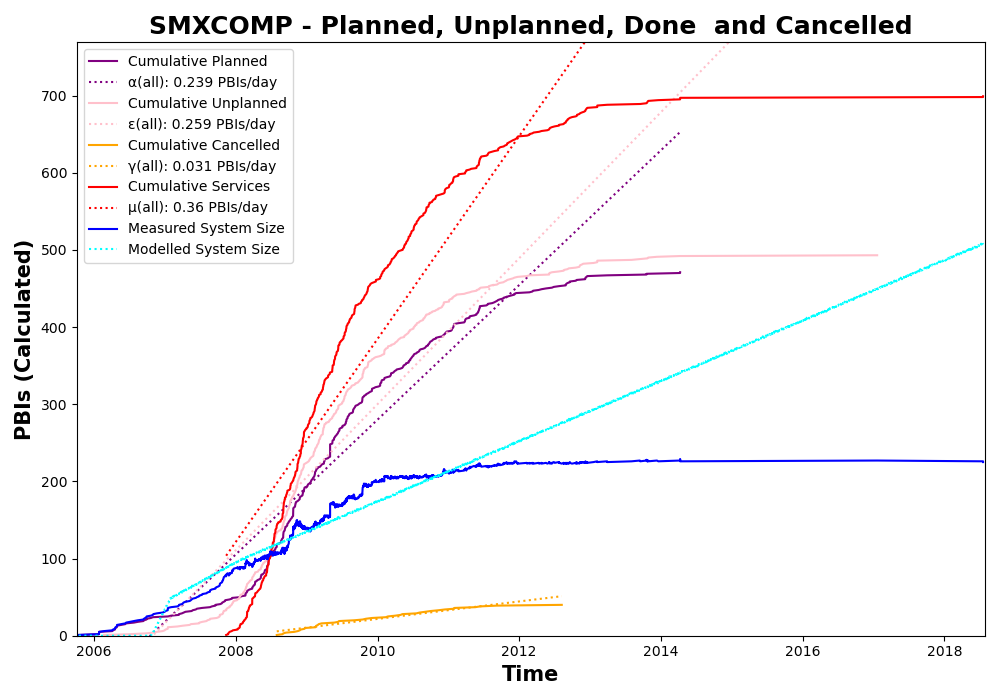 SMXCOMP - Planned, Unplanned, Done  and Cancelled
Cumulative Planned
α(all): 0.239 PBIs/day
Cumulative Unplanned
ε(all): 0.259 PBIs/day
Cumulative Cancelled
γ(all): 0.031 PBIs/day
Cumulative Services
μ(all): 0.36 PBIs/day
Measured System Size
Modelled System Size
PBIs (Calculated)
700
600
500
400
300
200
100
0
2006 2008 2010 2012 2014 2016 2018
Time